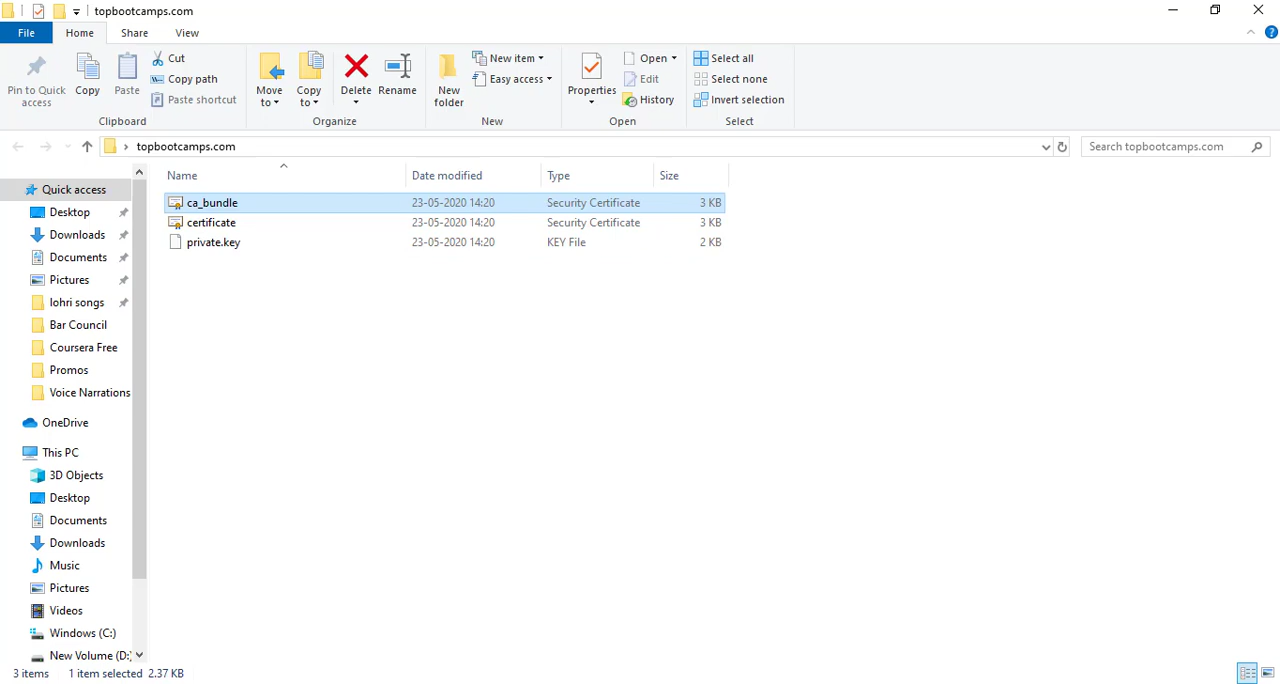 topbootcamps.com
File Home Share View
Pin to Quick access
Copy
Paste
Cut
Copy path
Paste shortcut
Clipboard
Move to
Copy to
Delete
Rename
Organize
New folder
New item
Easy access
New
Properties
Open
Edit
History
Open
Select all
Select none
Invert selection
Select
topbootcamps.com
Search topbootcamps.com
Name Date modified Type Size
ca_bundle 23-05-2020 14:20 Security Certificate 3 KB
certificate 23-05-2020 14:20 Security Certificate 3 KB
private.key 23-05-2020 14:20 KEY File 2 KB
Quick access
Desktop
Downloads
Documents
Pictures
lohri songs
Bar Council
Coursera Free
Promos
Voice Narrations
OneDrive
This PC
3D Objects
Desktop
Documents
Downloads
Music
Pictures
Videos
Windows (C:)
New Volume (D:)
3 items 1 item selected 2.37 KB